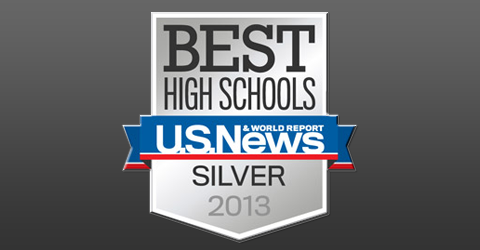 BEST
HIGH SCHOOLS
U.S.News
& WORLD REPORT
SILVER
2013